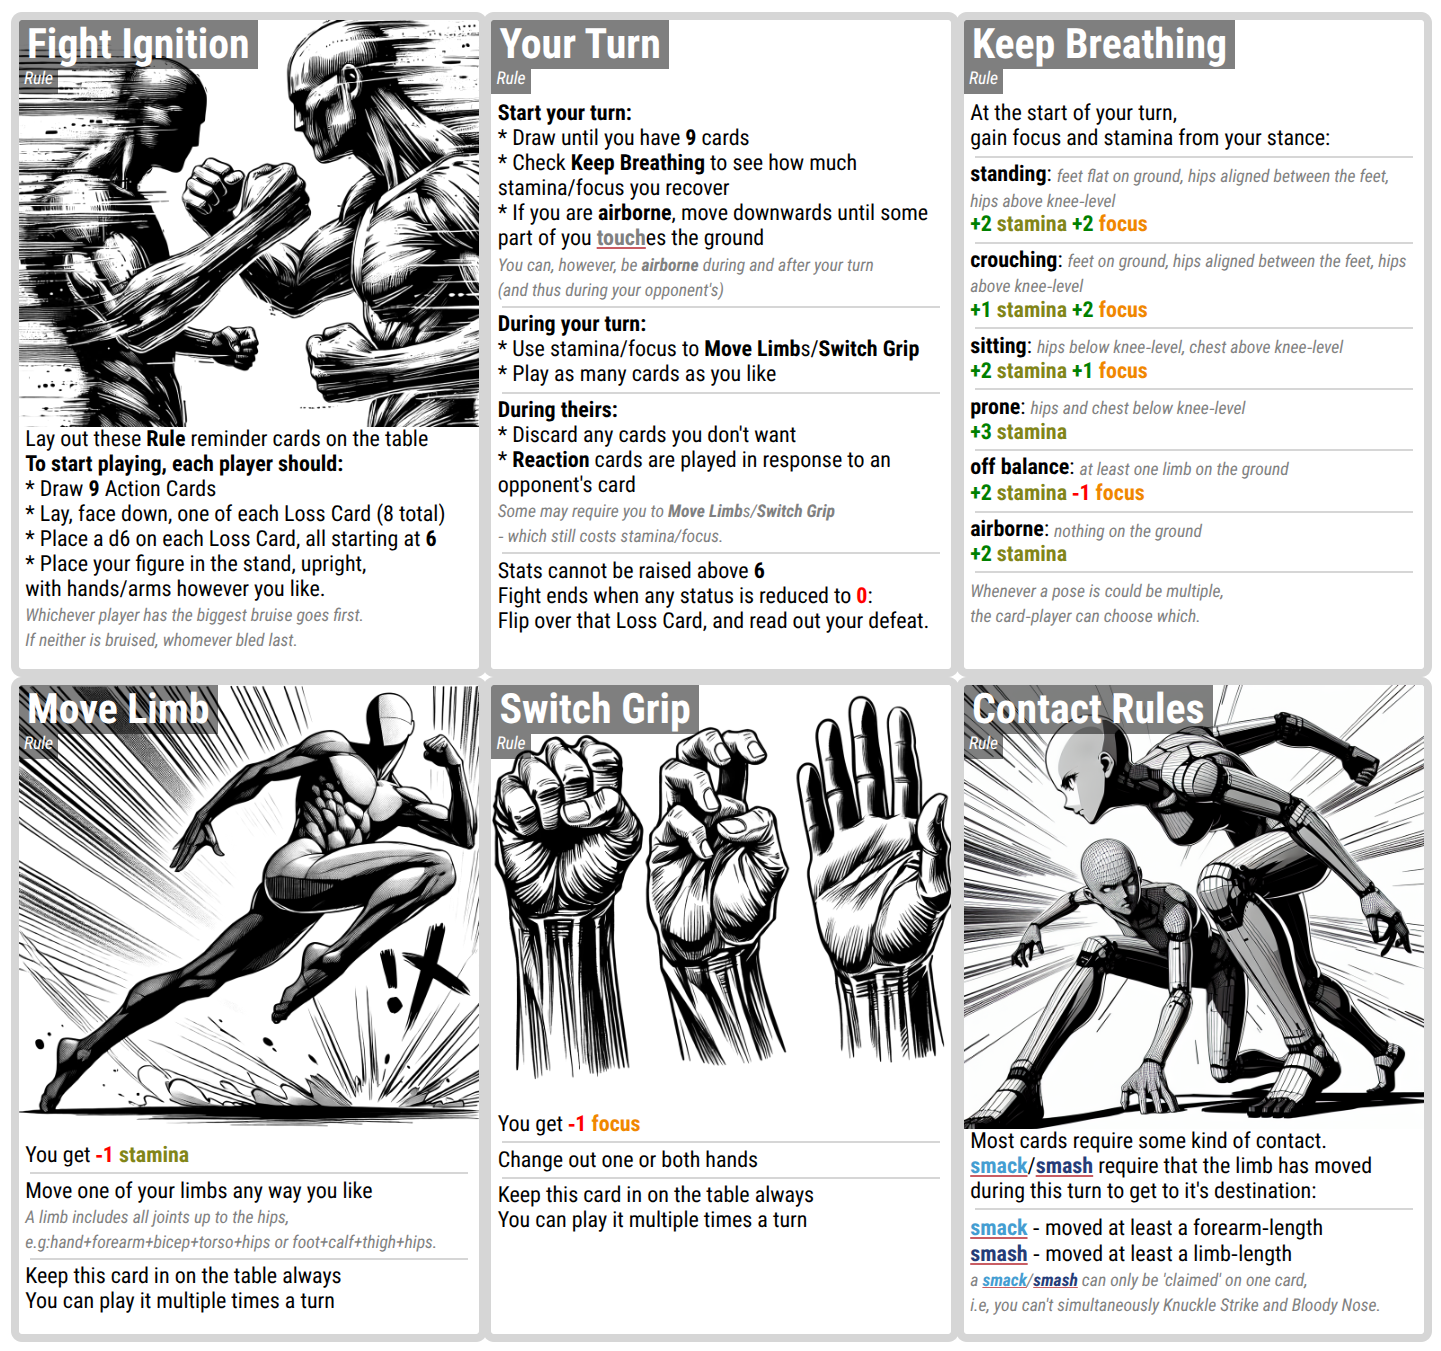 Fight Ignition
Rule
Lay out these Rule reminder cards on the table
To start playing, each player should:
* Draw 9 Action Cards
* Lay, face down, one of each Loss Card (8 total)
* Place a d6 on each Loss Card, all starting at 6
* Place your figure in the stand, upright,
with hands/arms however you like.
Whichever player has the biggest bruise goes first.
If neither is bruised, whomever bled last.
Your Turn
Rule
Start your turn:
* Draw until you have 9 cards
* Check Keep Breathing to see how much
stamina/focus you recover
* If you are airborne, move downwards until some
part of you touches the ground
You can, however, be airborne during and after your turn
(and thus during your opponent's)
During your turn:
* Use stamina/focus to Move Limbs/Switch Grip
* Play as many cards as you like
During theirs:
* Discard any cards you don't want
* Reaction cards are played in response to an
opponent's card
Some may require you to Move Limbs/Switch Grip
- which still costs stamina/focus.
Stats cannot be raised above 6
Fight ends when any status is reduced to 0:
Flip over that Loss Card, and read out your defeat.
Keep Breathing
Rule
At the start of your turn,
gain focus and stamina from your stance:
standing: feet flat on ground, hips aligned between the feet,
hips above knee-level
+2 stamina +2 focus
crouching: feet on ground, hips aligned between the feet, hips
above knee-level
+1 stamina +2 focus
sitting: hips below knee-level, chest above knee-level
+2 stamina +1 focus
prone: hips and chest below knee-level
+3 stamina
off balance: at least one limb on the ground
+2 stamina -1 focus
airborne: nothing on the ground
+2 stamina
Whenever a pose is could be multiple,
the card-player can choose which.
Move Limb
Rule
You get -1 stamina
Move one of your limbs any way you like
A limb includes all joints up to the hips,
e.g:hand+forearm+bicep+torso+hips or foot+calf+thigh+hips.
Keep this card in on the table always
You can play it multiple times a turn
Switch Grip
Rule
You get -1 focus
Change out one or both hands
Keep this card in on the table always
You can play it multiple times a turn
Contact Rules
Rule
Most cards require some kind of contact.
smack/smash require that the limb has moved
during this turn to get to it's destination:
smack - moved at least a forearm-length
smash - moved at least a limb-length
a smack/smash can only be 'claimed' on one card,
i.e, you can't simultaneously Knuckle Strike and Bloody Nose.